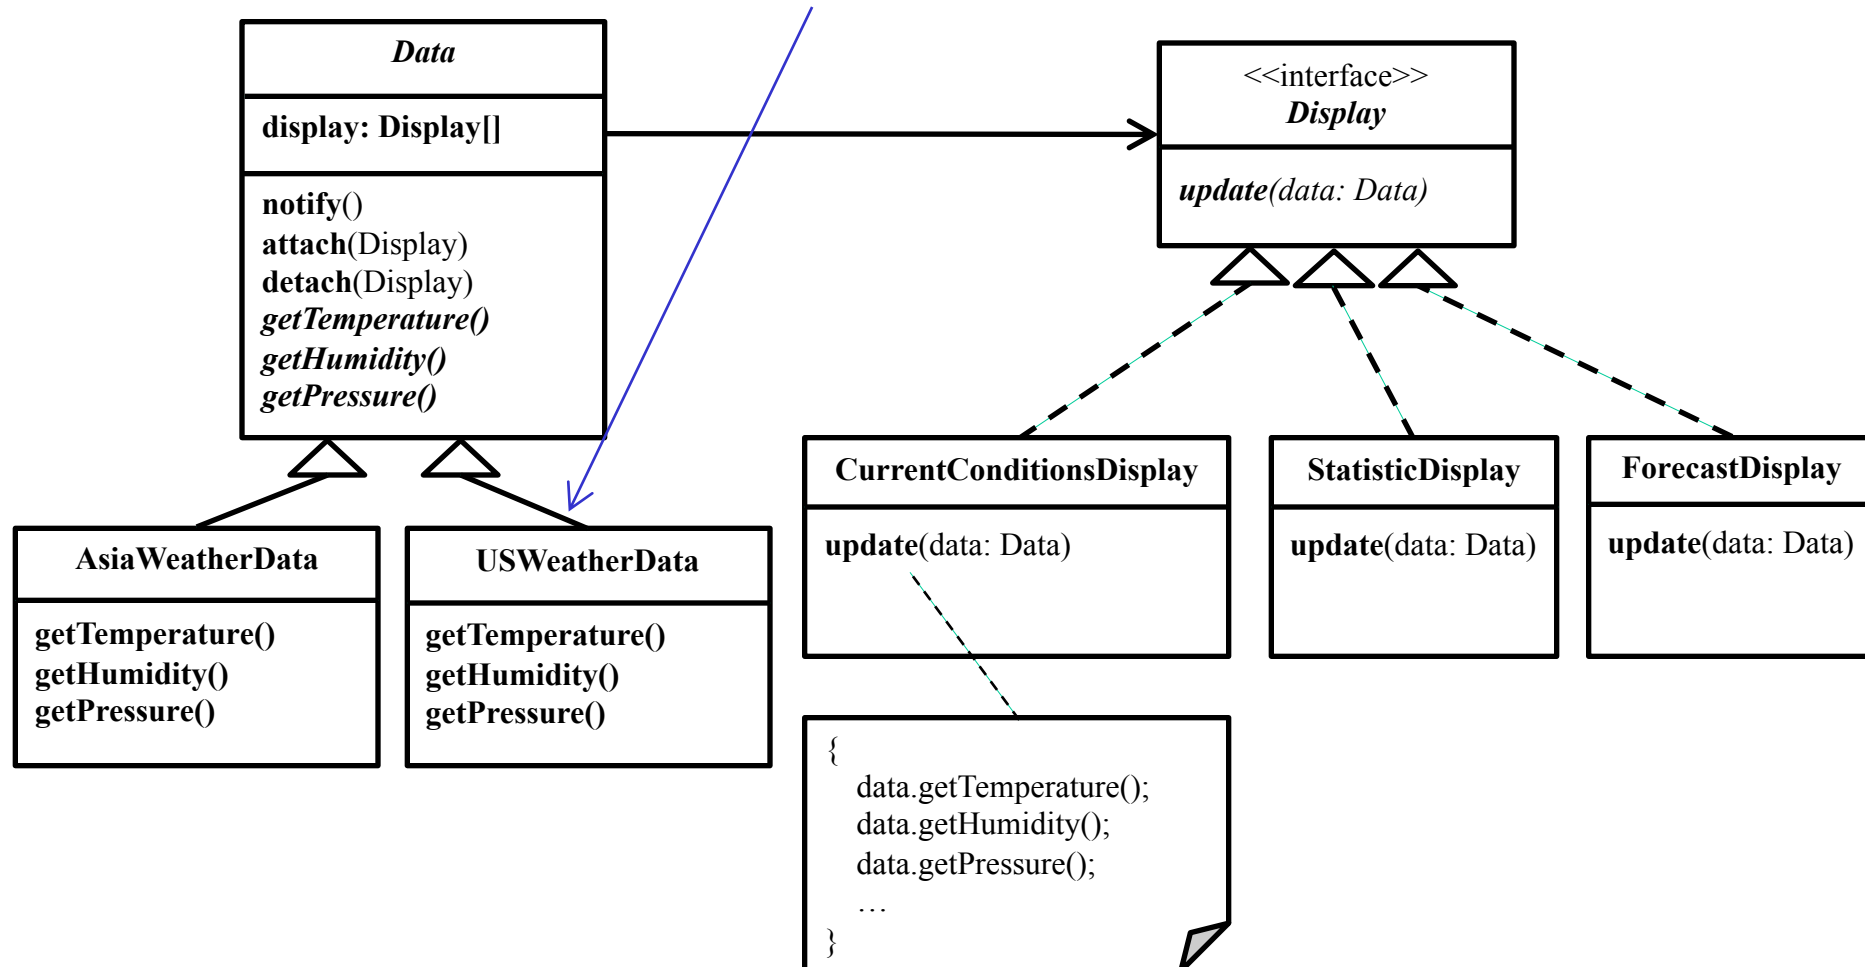 Data
display: Display[]
notify()
attach(Display)
detach(Display)
getTemperature()
getHumidity()
getPressure()
<<interface>>
Display
update(data: Data)
AsiaWeatherData
getTemperature()
getHumidity()
getPressure()
USWeatherData
getTemperature()
getHumidity()
getPressure()
CurrentConditionsDisplay
update(data: Data)
StatisticDisplay
update(data: Data)
ForecastDisplay
update(data: Data)
{
data.getTemperature();
data.getHumidity();
data.getPressure();
…
}